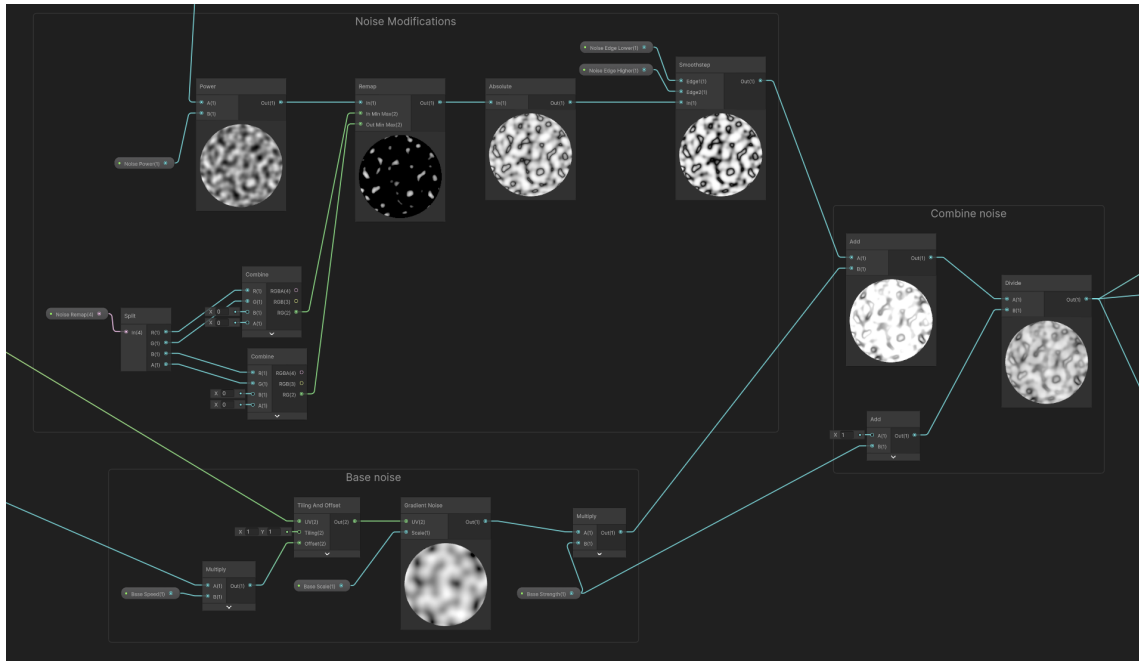 Noise Modifications
Noise Edge Lower(1)
Noise Edge Higher(1)
Smoothstep
Edge1(1)
Out(1)
Edge2(1)
In(1)
Power
A(1)
Out(1)
B(1)
Noise Power(1)
Remap
In(1)
Out(1)
In Min Max(2)
Out Min Max(2)
Absolute
In(1)
Out(1)
Combine
R(1)
RGBA(4)
G(1)
RGB(3)
X 0
B(1)
RG(2)
X 0
A(1)
Noise Remap(4)
Split
In(4)
R(1)
G(1)
B(1)
A(1)
Combine
R(1)
RGBA(4)
G(1)
RGB(3)
X 0
B(1)
RG(2)
X 0
A(1)
Combine noise
Add
A(1)
Out(1)
B(1)
Divide
A(1)
Out(1)
B(1)
Add
X 1
A(1)
Out(1)
B(1)
Base noise
Tiling And Offset
UV(2)
Out(2)
X 1 Y 1
Tiling(2)
Offset(2)
Gradient Noise
UV(2)
Out(1)
Scale(1)
Multiply
A(1)
Out(1)
B(1)
Multiply
A(1)
Out(1)
B(1)
Base Speed(1)
Base Scale(1)
Base Strength(1)